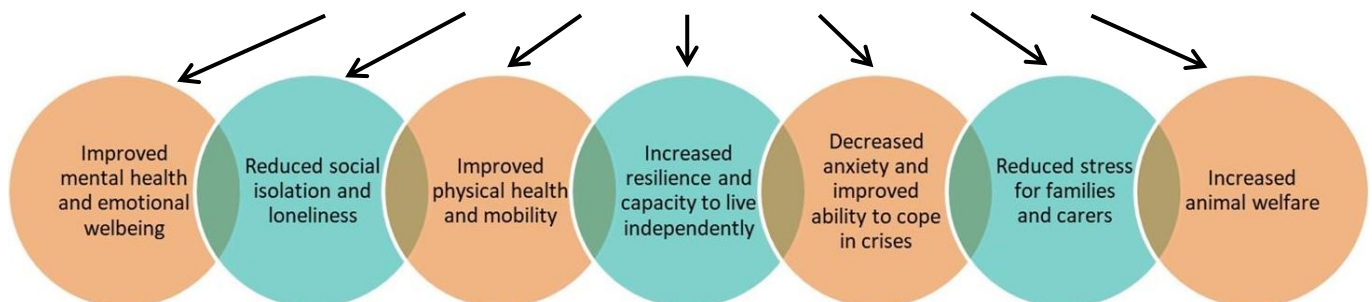 Improved
mental health
and emotional
wellbeing
Reduced social
isolation and
loneliness
Improved
physical health
and mobility
Increased
resilience and
capacity to live
independently
Decreased
anxiety and
improved
ability to cope
in crises
Reduced stress
for families
and carers
Increased
animal welfare